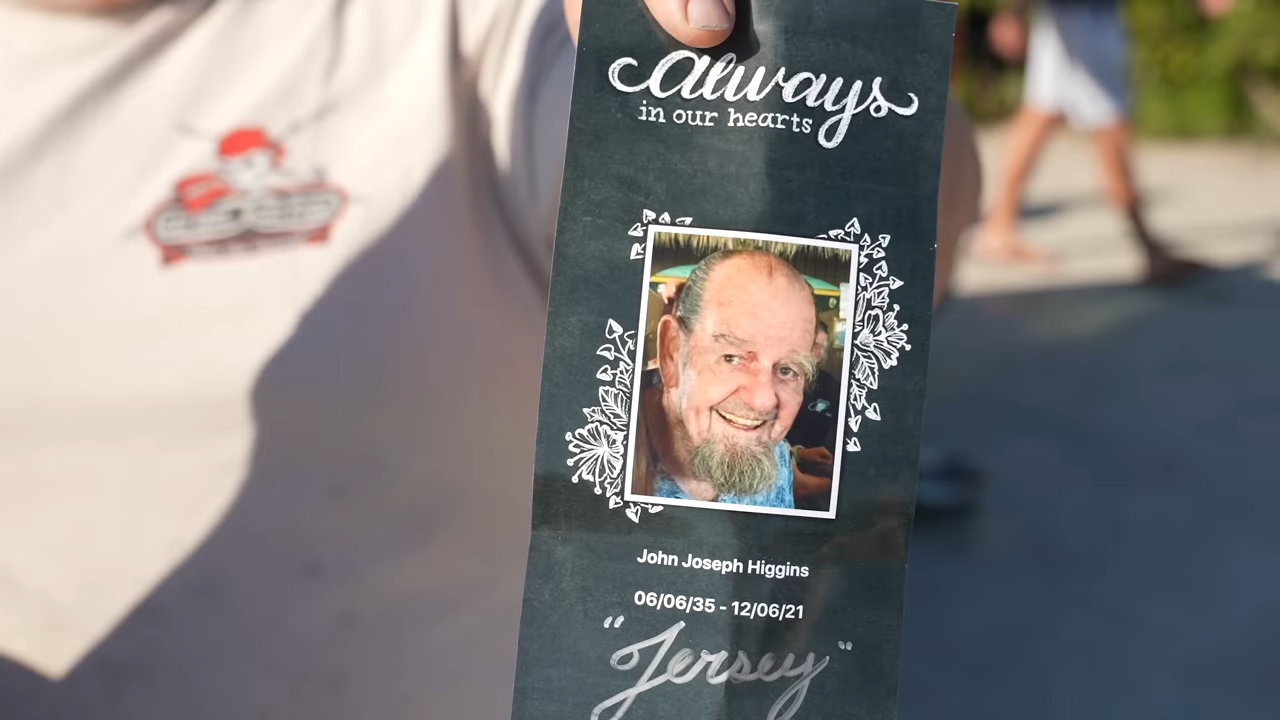 always
in our hearts
John Joseph Higgins
06/06/35 - 12/06/21
"Jersey"